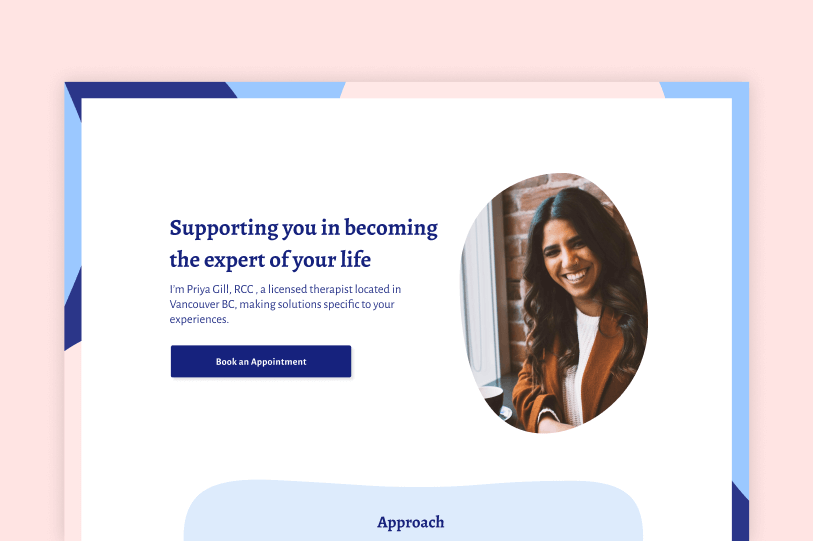 Supporting you in becoming
the expert of your life
I'm Priya Gill, RCC , a licensed therapist located in
Vancouver BC, making solutions specific to your
experiences.
Book an Appointment
Approach